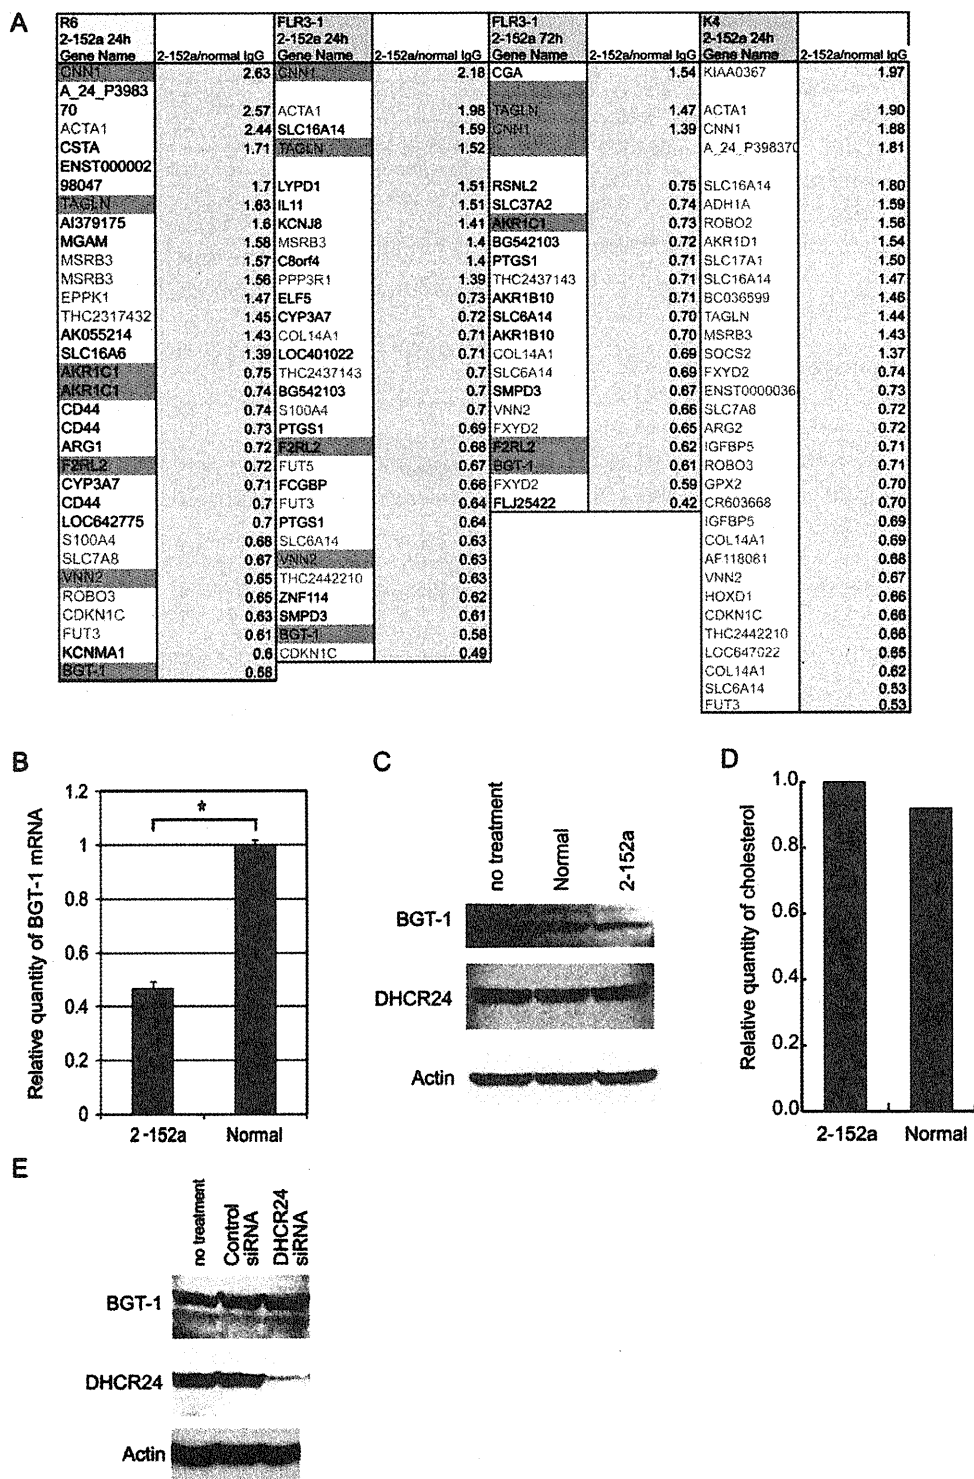 A
R6
2-152a 24h
Gene Name 2-152a/normal IgG
CNN1 2.63
A_24_P3983
70 2.57
ACTA1 2.44
CSTA 1.71
ENST000002
98047 1.7
TAGLN 1.63
AI379175 1.6
MGAM 1.58
MSRB3 1.57
MSRB3 1.56
EPPK1 1.47
THC2317432 1.45
AK055214 1.43
SLC16A6 1.39
AKR1C1 0.75
AKR1C1 0.74
CD44 0.74
CD44 0.73
ARG1 0.72
F2RL2 0.72
CYP3A7 0.71
CD44 0.7
LOC642775 0.7
S100A4 0.68
SLC7A8 0.67
VNN2 0.65
ROBO3 0.65
CDKN1C 0.63
FUT3 0.61
KCNMA1 0.6
BGT-1 0.58
FLR3-1
2-152a 24h
Gene Name 2-152a/normal IgG
CNN1 2.18
ACTA1 1.98
SLC16A14 1.59
TAGLN 1.52
LYPD1 1.51
IL11 1.51
KCNJ8 1.41
MSRB3 1.4
C8orf4 1.4
PPP3R1 1.39
ELF5 0.73
CYP3A7 0.72
COL14A1 0.71
LOC401022 0.71
THC2437143 0.7
BG542103 0.7
S100A4 0.7
PTGS1 0.69
F2RL2 0.68
FUT5 0.67
FCGBP 0.66
FUT3 0.64
PTGS1 0.64
SLC6A14 0.63
VNN2 0.63
THC2442210 0.63
ZNF114 0.62
SMPD3 0.61
BGT-1 0.58
CDKN1C 0.49
FLR3-1
2-152a 72h
Gene Name 2-152a/normal IgG
CGA 1.54
TAGLN 1.47
CNN1 1.39
RSNL2 0.75
SLC37A2 0.74
AKR1C1 0.73
BG542103 0.72
PTGS1 0.71
THC2437143 0.71
AKR1B10 0.71
SLC6A14 0.70
AKR1B10 0.70
COL14A1 0.69
SLC6A14 0.69
SMPD3 0.67
VNN2 0.66
FXYD2 0.65
F2RL2 0.62
BGT-1 0.61
FXYD2 0.59
FLJ25422 0.42
K4
2-152a 24h
Gene Name 2-152a/normal IgG
KIAA0367 1.97
ACTA1 1.90
CNN1 1.88
A_24_P398370 1.81
SLC16A14 1.80
ADH1A 1.59
ROBO2 1.56
AKR1D1 1.54
SLC17A1 1.50
SLC16A14 1.47
BC036599 1.46
TAGLN 1.44
MSRB3 1.43
SOCS2 1.37
FXYD2 0.74
ENST0000036 0.73
SLC7A8 0.72
ARG2 0.72
IGFBP5 0.71
ROBO3 0.71
GPX2 0.70
CR603668 0.70
IGFBP5 0.69
COL14A1 0.69
AF118081 0.68
VNN2 0.67
HOXD1 0.66
CDKN1C 0.66
THC2442210 0.66
LOC647022 0.65
COL14A1 0.62
SLC6A14 0.53
FUT3 0.53
B
Relative quantity of BGT-1 mRNA
1.2
1
0.8
0.6
0.4
0.2
0
*
2-152a Normal
C
no treatment Normal 2-152a
BGT-1
DHCR24
Actin
D
Relative quantity of cholesterol
1.0
0.8
0.6
0.4
0.2
0.0
2-152a Normal
E
no treatment
Control
siRNA
DHCR24
siRNA
BGT-1
DHCR24
Actin